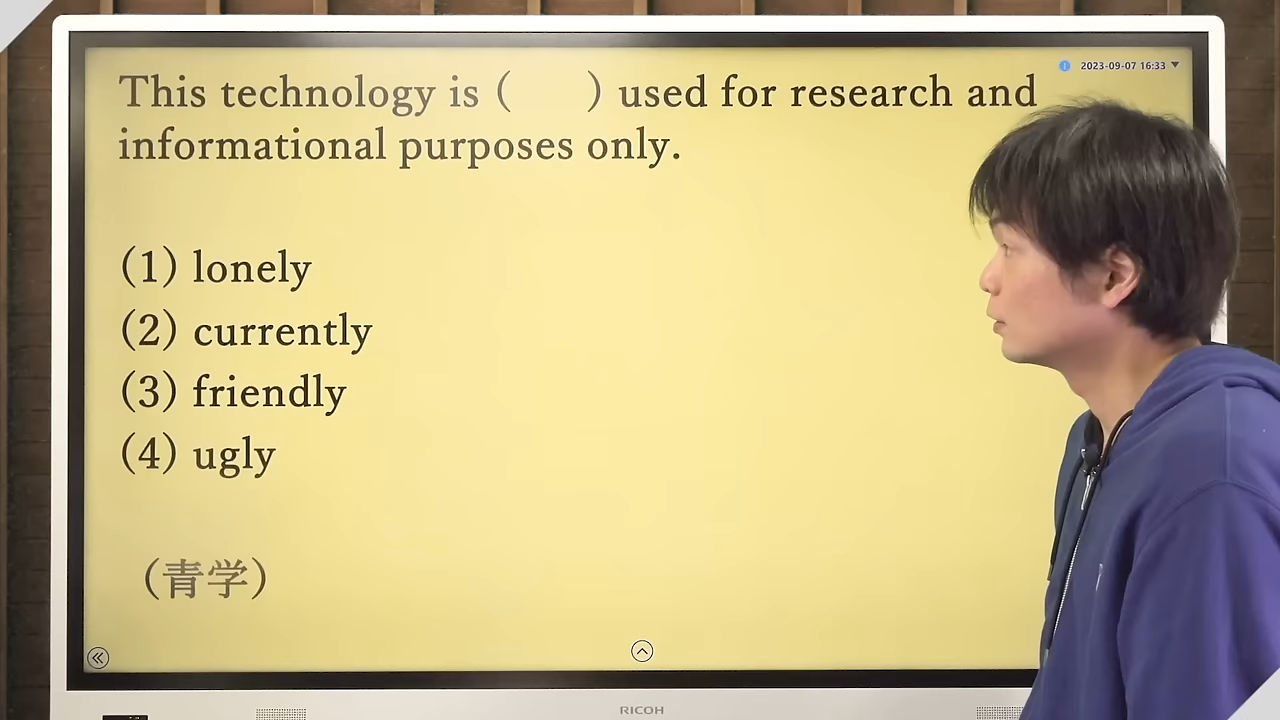 2023-09-07 16:33
This technology is (     ) used for research and
informational purposes only.
(1) lonely
(2) currently
(3) friendly
(4) ugly
(青学)
RICOH